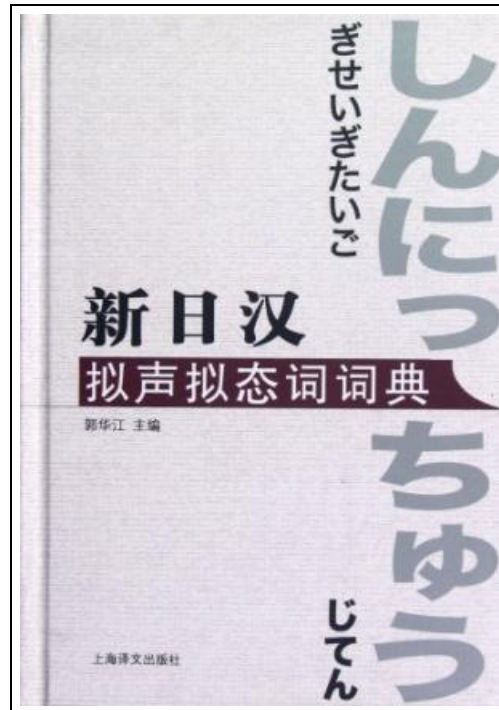 しんにっちゅう
ぎせいぎたいご
じてん
新日汉
拟声拟态词词典
郭华江 主编
上海译文出版社